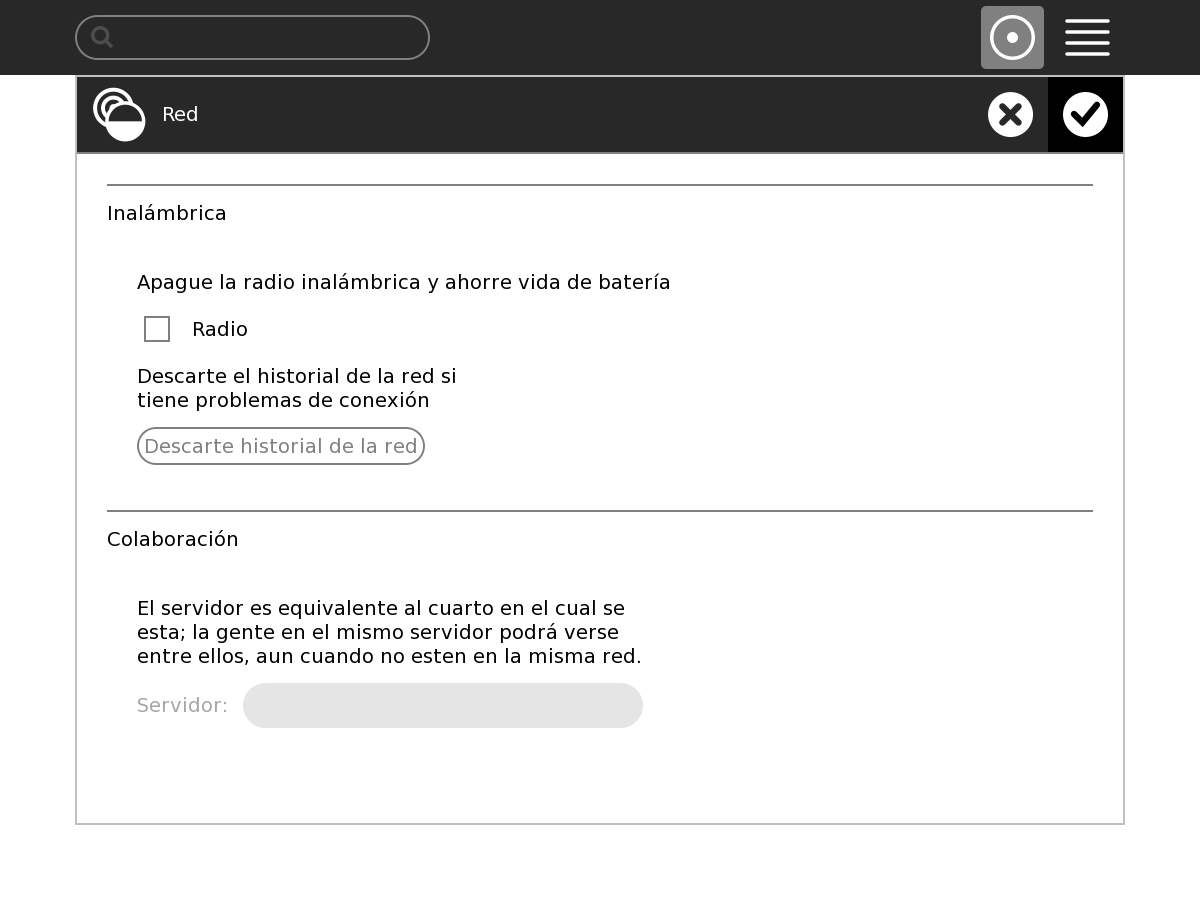 Red
Inalámbrica
Apague la radio inalámbrica y ahorre vida de batería
Radio
Descarte el historial de la red si
tiene problemas de conexión
Descarte historial de la red
Colaboración
El servidor es equivalente al cuarto en el cual se
esta; la gente en el mismo servidor podrá verse
entre ellos, aun cuando no esten en la misma red.
Servidor: